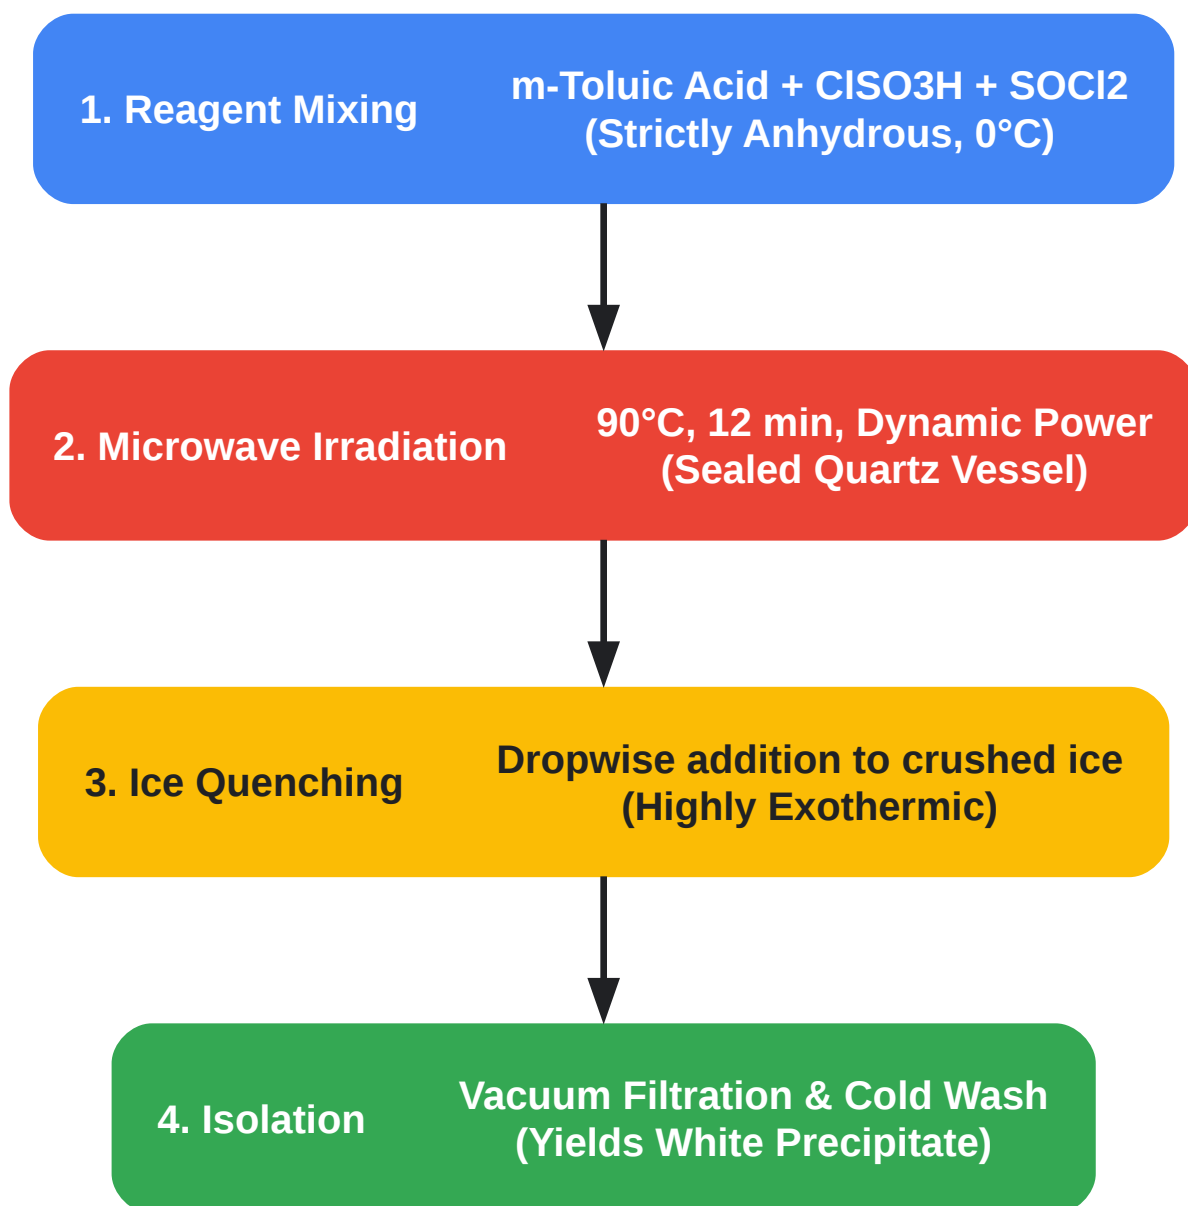 1. Reagent Mixing
m-Toluic Acid + ClSO3H + SOCl2
(Strictly Anhydrous, 0°C)
2. Microwave Irradiation
90°C, 12 min, Dynamic Power
(Sealed Quartz Vessel)
3. Ice Quenching
Dropwise addition to crushed ice
(Highly Exothermic)
4. Isolation
Vacuum Filtration & Cold Wash
(Yields White Precipitate)